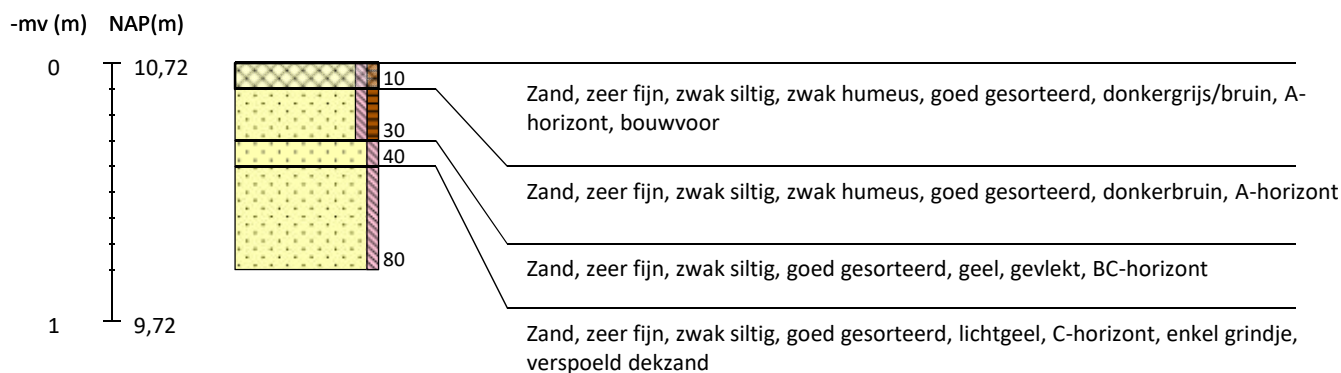 -mv (m) NAP(m)
0 10,72
10
Zand, zeer fijn, zwak siltig, zwak humeus, goed gesorteerd, donkergrijs/bruin, A-
horizont, bouwvoor
30
40
Zand, zeer fijn, zwak siltig, zwak humeus, goed gesorteerd, donkerbruin, A-horizont
80
Zand, zeer fijn, zwak siltig, goed gesorteerd, geel, gevlekt, BC-horizont
1 9,72
Zand, zeer fijn, zwak siltig, goed gesorteerd, lichtgeel, C-horizont, enkel grindje,
verspoeld dekzand